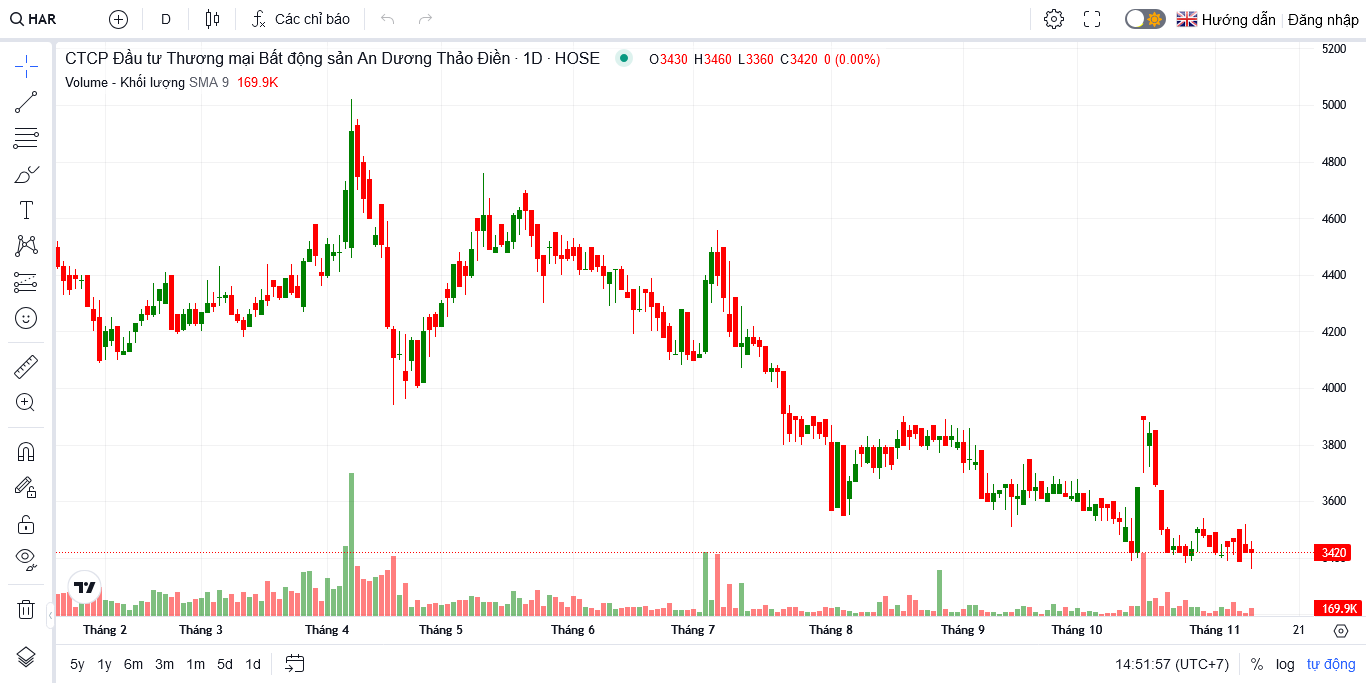 HAR D Các chỉ báo Hướng dẫn Đăng nhập
CTCP Đầu tư Thương mại Bất động sản An Dương Thảo Điền · 1D · HOSE O3430 H3460 L3360 C3420 0 (0.00%)
Volume - Khối lượng SMA 9 169.9K
5200
5000
4800
4600
4400
4200
4000
3800
3600
3420
3400
169.9K
Tháng 2 Tháng 3 Tháng 4 Tháng 5 Tháng 6 Tháng 7 Tháng 8 Tháng 9 Tháng 10 Tháng 11 21
5y 1y 6m 3m 1m 5d 1d 14:51:57 (UTC+7) % log tự động